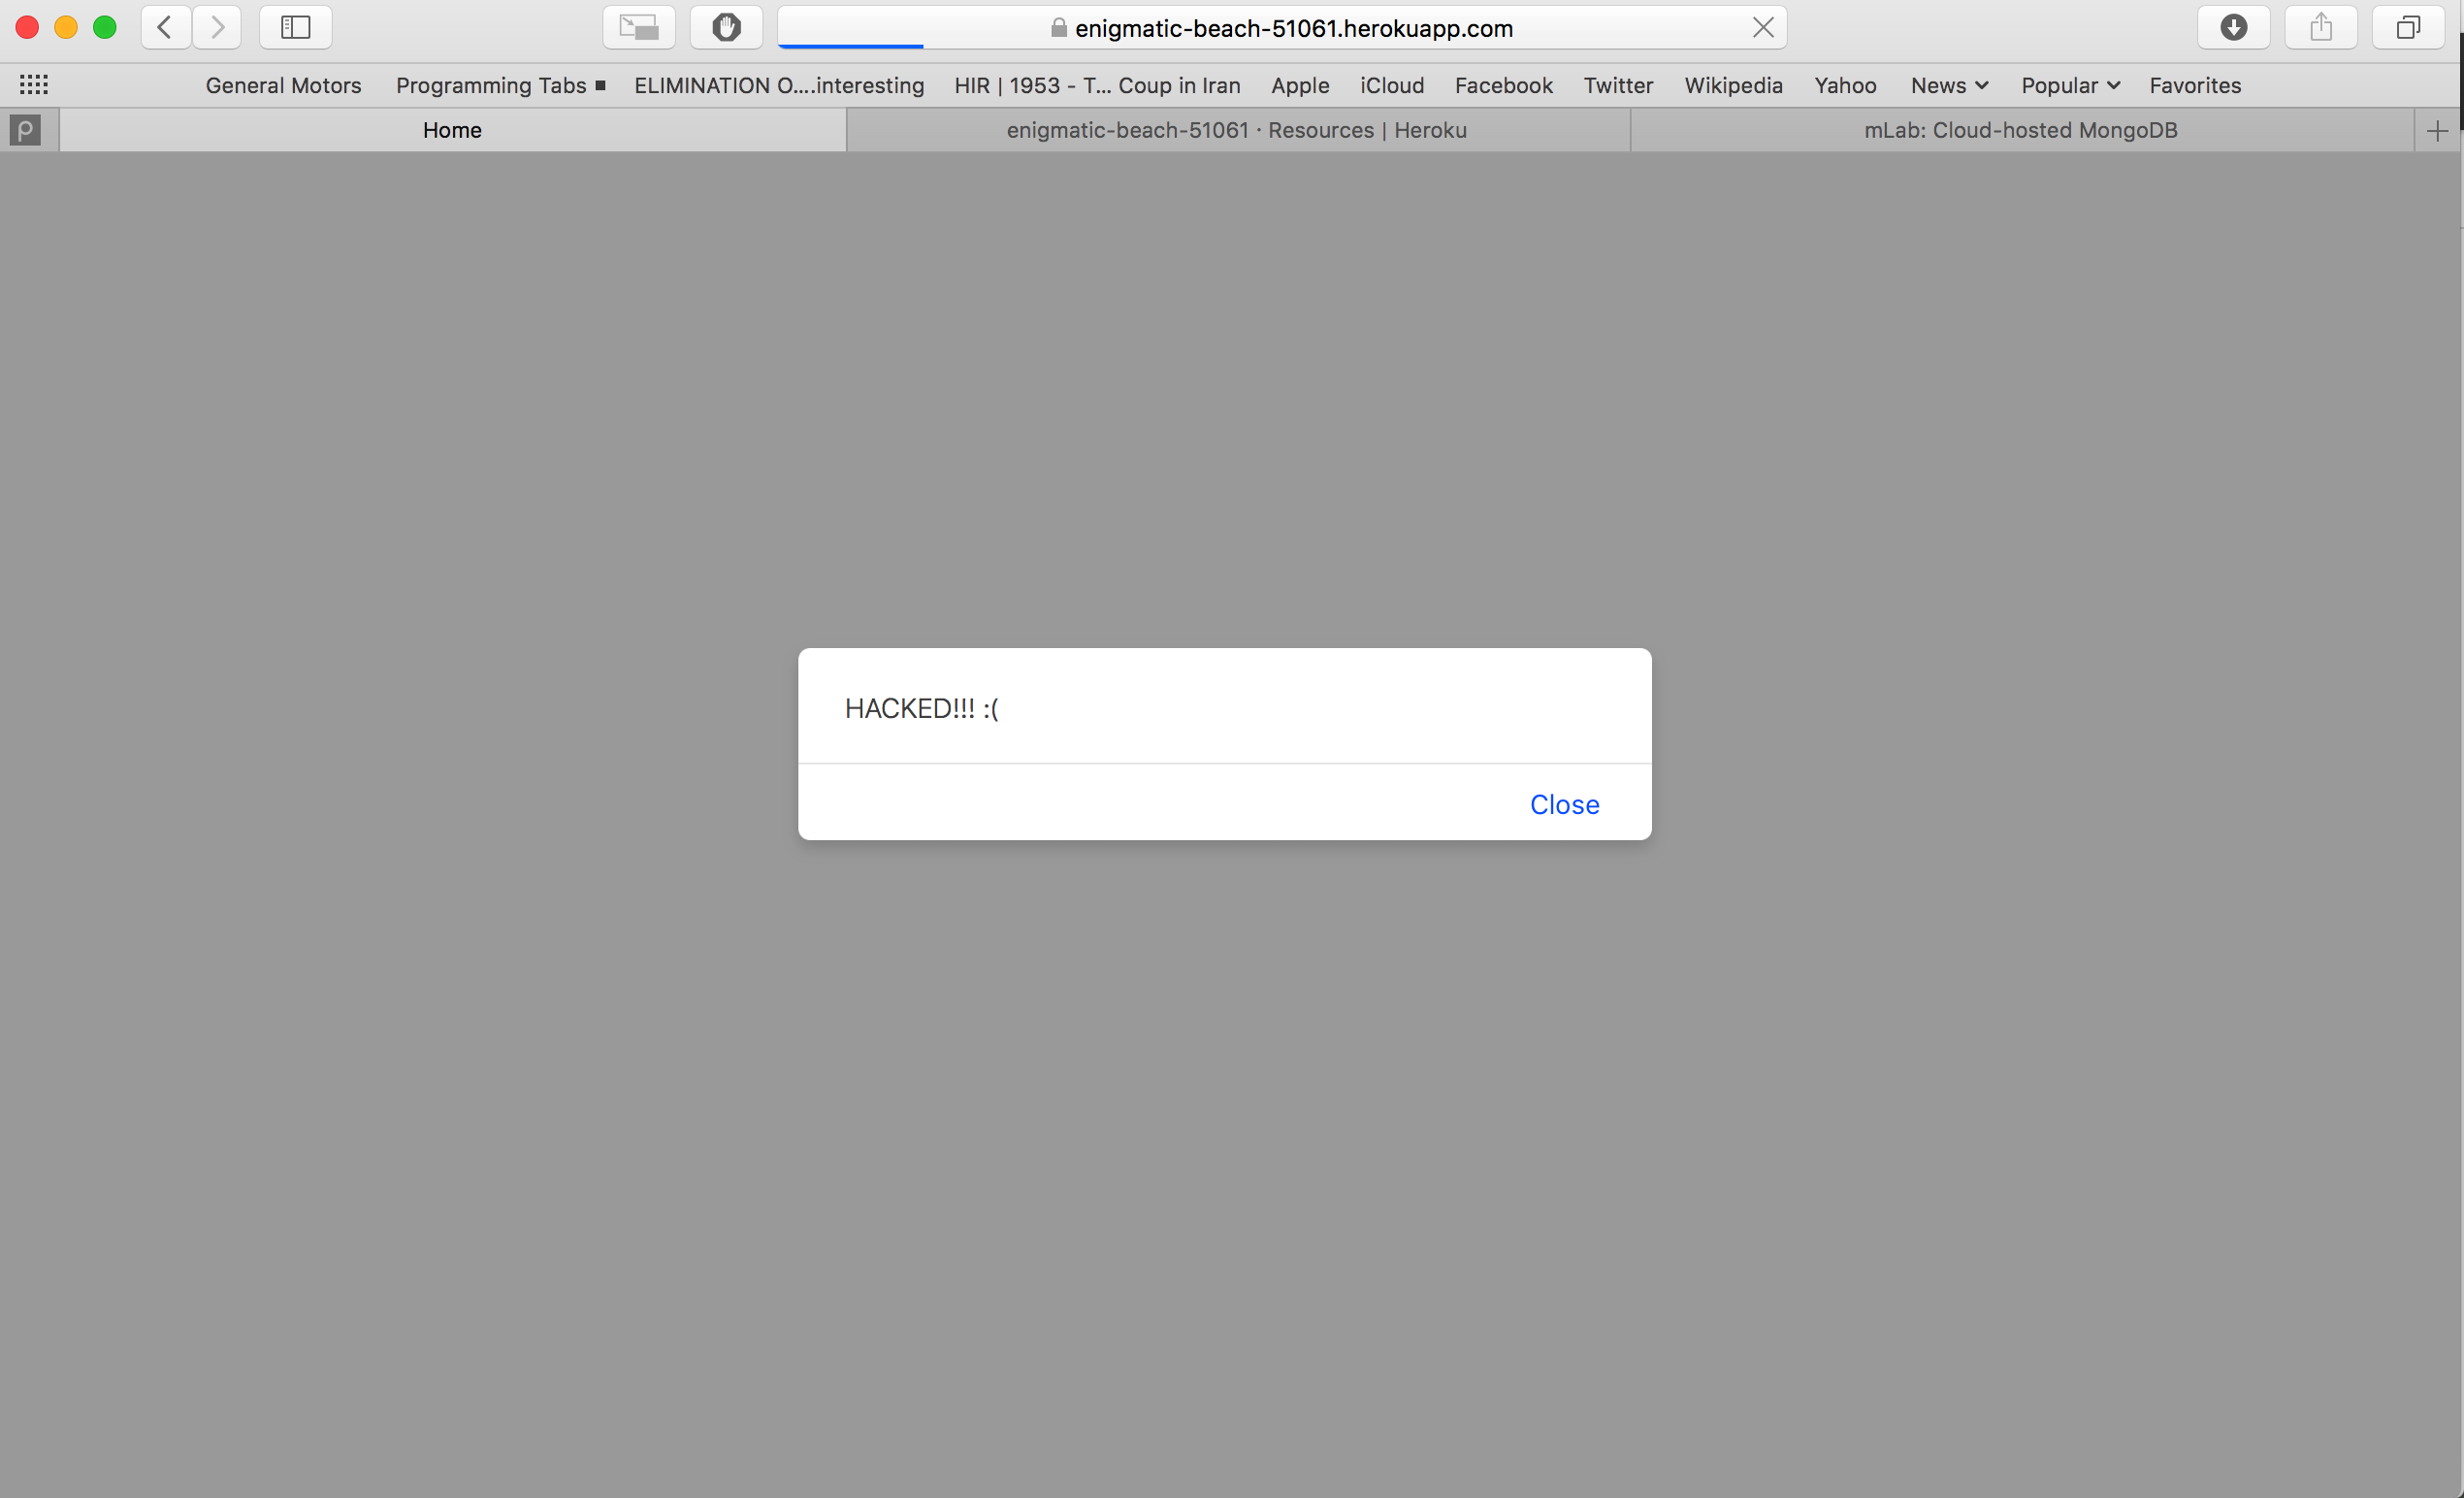 enigmatic-beach-51061.herokuapp.com
General Motors Programming Tabs ELIMINATION O....interesting HIR | 1953 - T... Coup in Iran Apple iCloud Facebook Twitter Wikipedia Yahoo News Popular Favorites
Home enigmatic-beach-51061 · Resources | Heroku mLab: Cloud-hosted MongoDB
HACKED!!! :(
Close